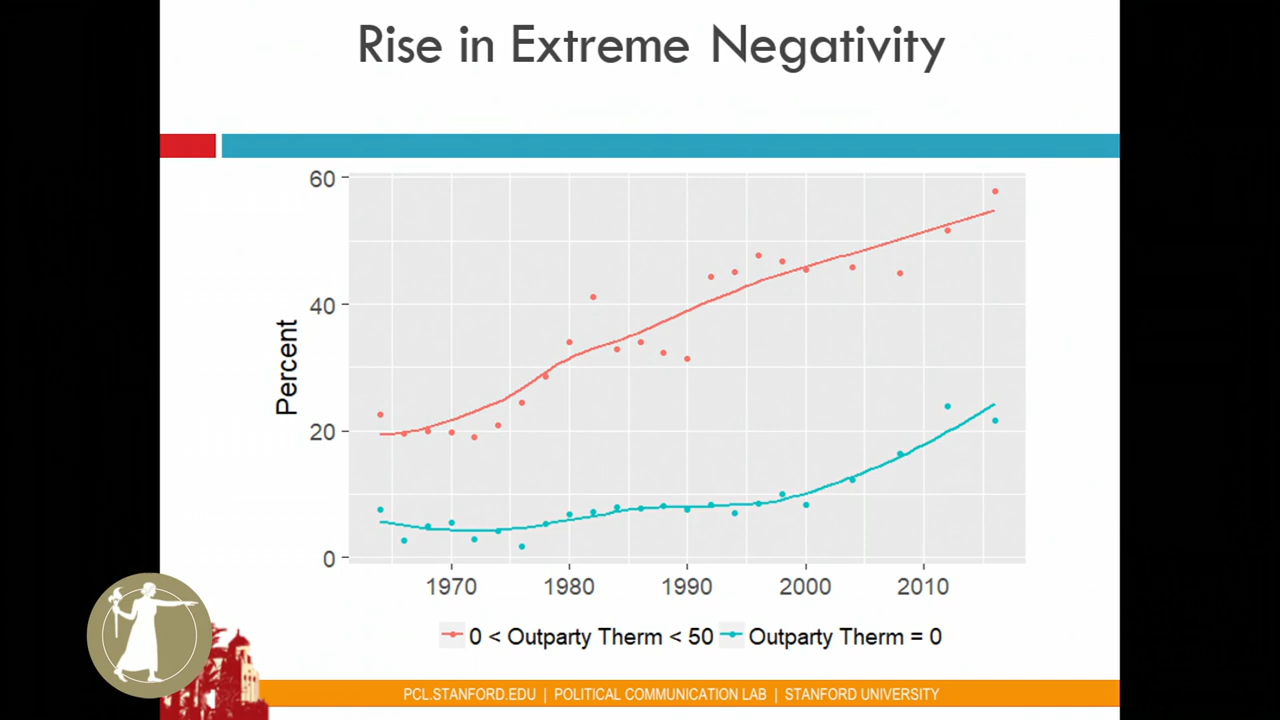 Rise in Extreme Negativity
60
40
20
0
Percent
1970 1980 1990 2000 2010
0 < Outparty Therm < 50 Outparty Therm = 0
PCL.STANFORD.EDU | POLITICAL COMMUNICATION LAB | STANFORD UNIVERSITY